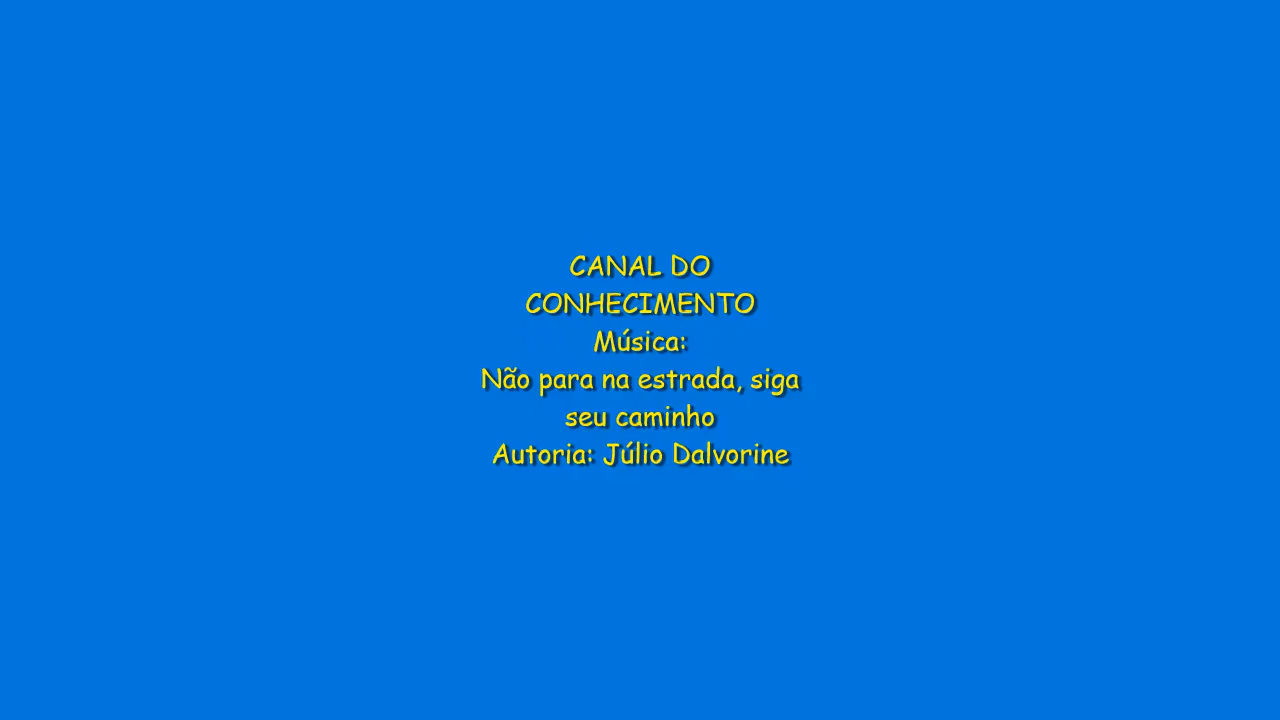 CANAL DO
CONHECIMENTO
Música:
Não para na estrada, siga
seu caminho
Autoria: Júlio Dalvorine